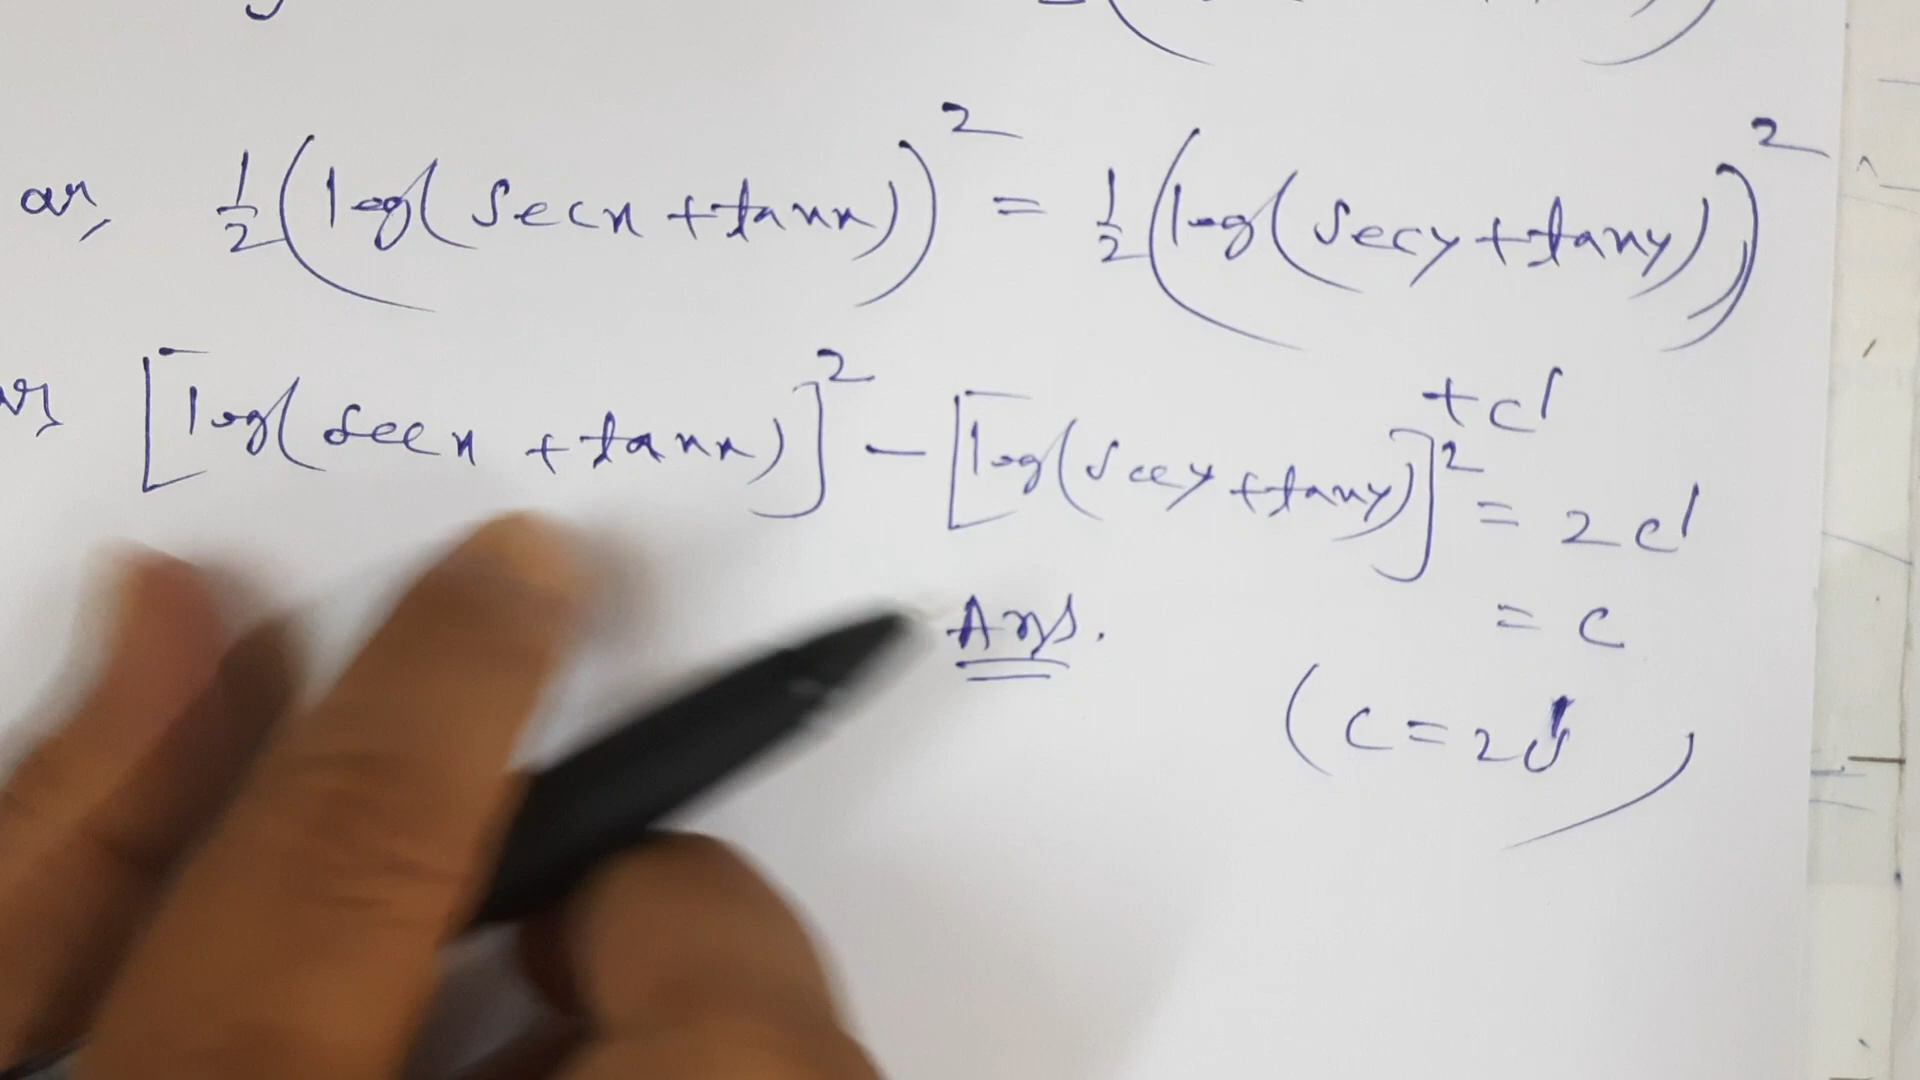 or, 1/2 (log(secx + tanx))² = 1/2 (log(secy + tany))²
+ c'
or [log(secx + tanx)]² - [log(secy + tany)]² = 2c'
Ans. = c
(c = 2c')